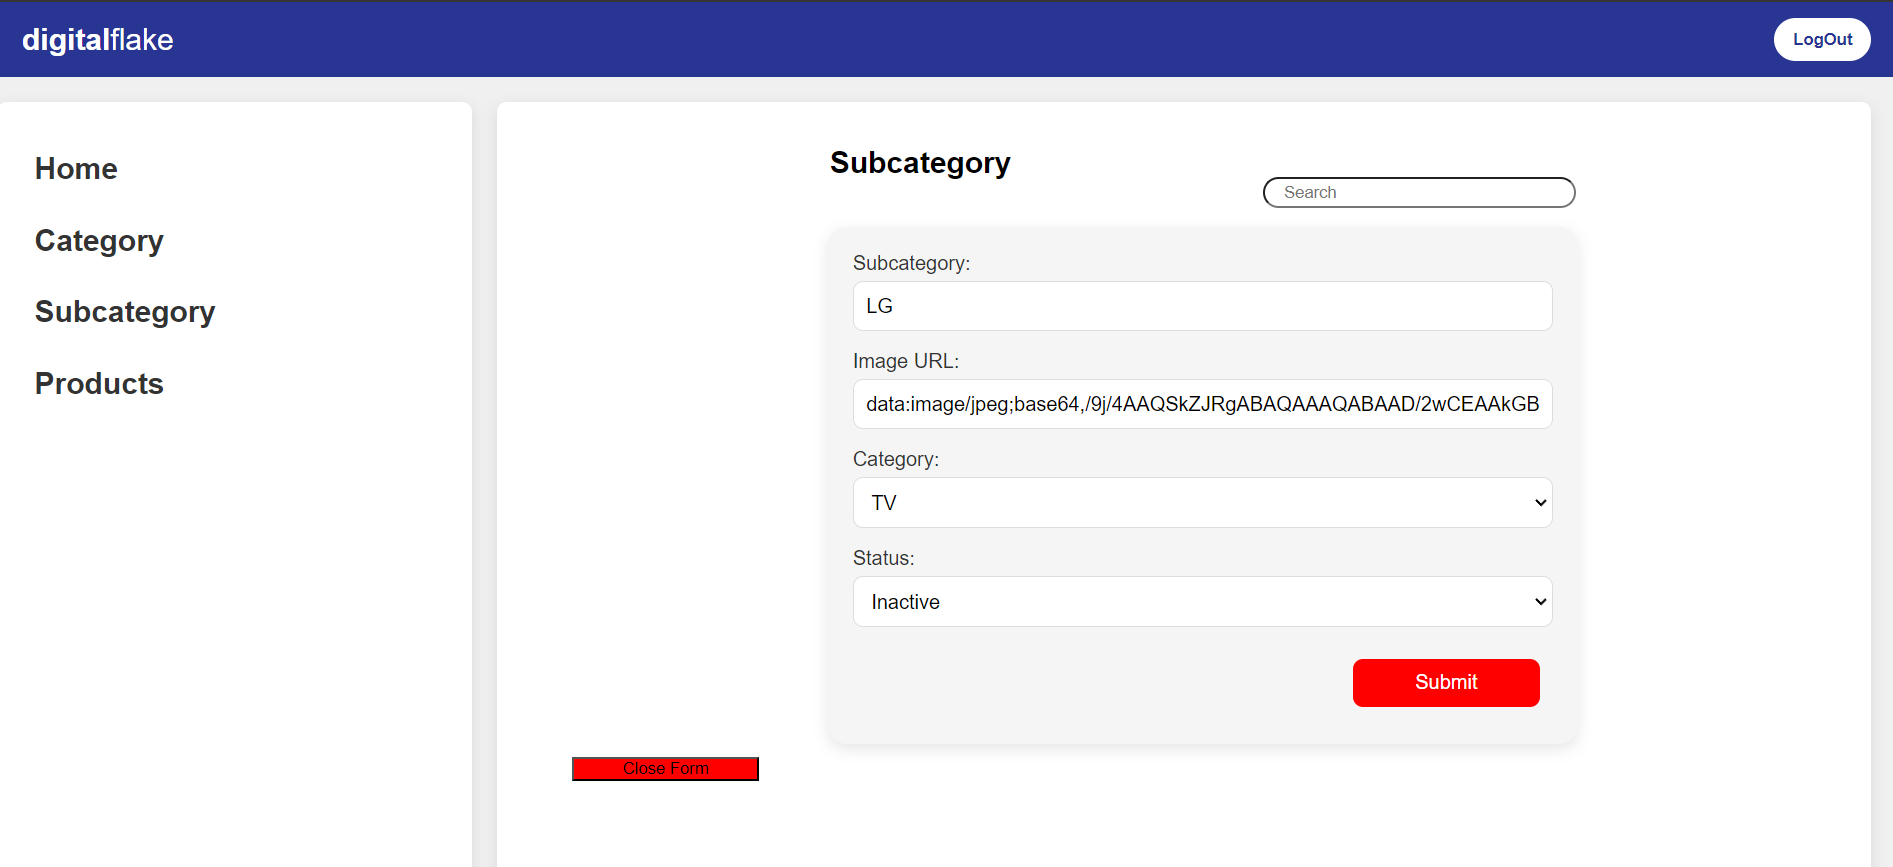 digitalflake
LogOut
Home
Category
Subcategory
Products
Subcategory
Search
Subcategory:
LG
Image URL:
data:image/jpeg;base64,/9j/4AAQSkZJRgABAQAAAQABAAD/2wCEAAkGB
Category:
TV
Status:
Inactive
Submit
Close Form